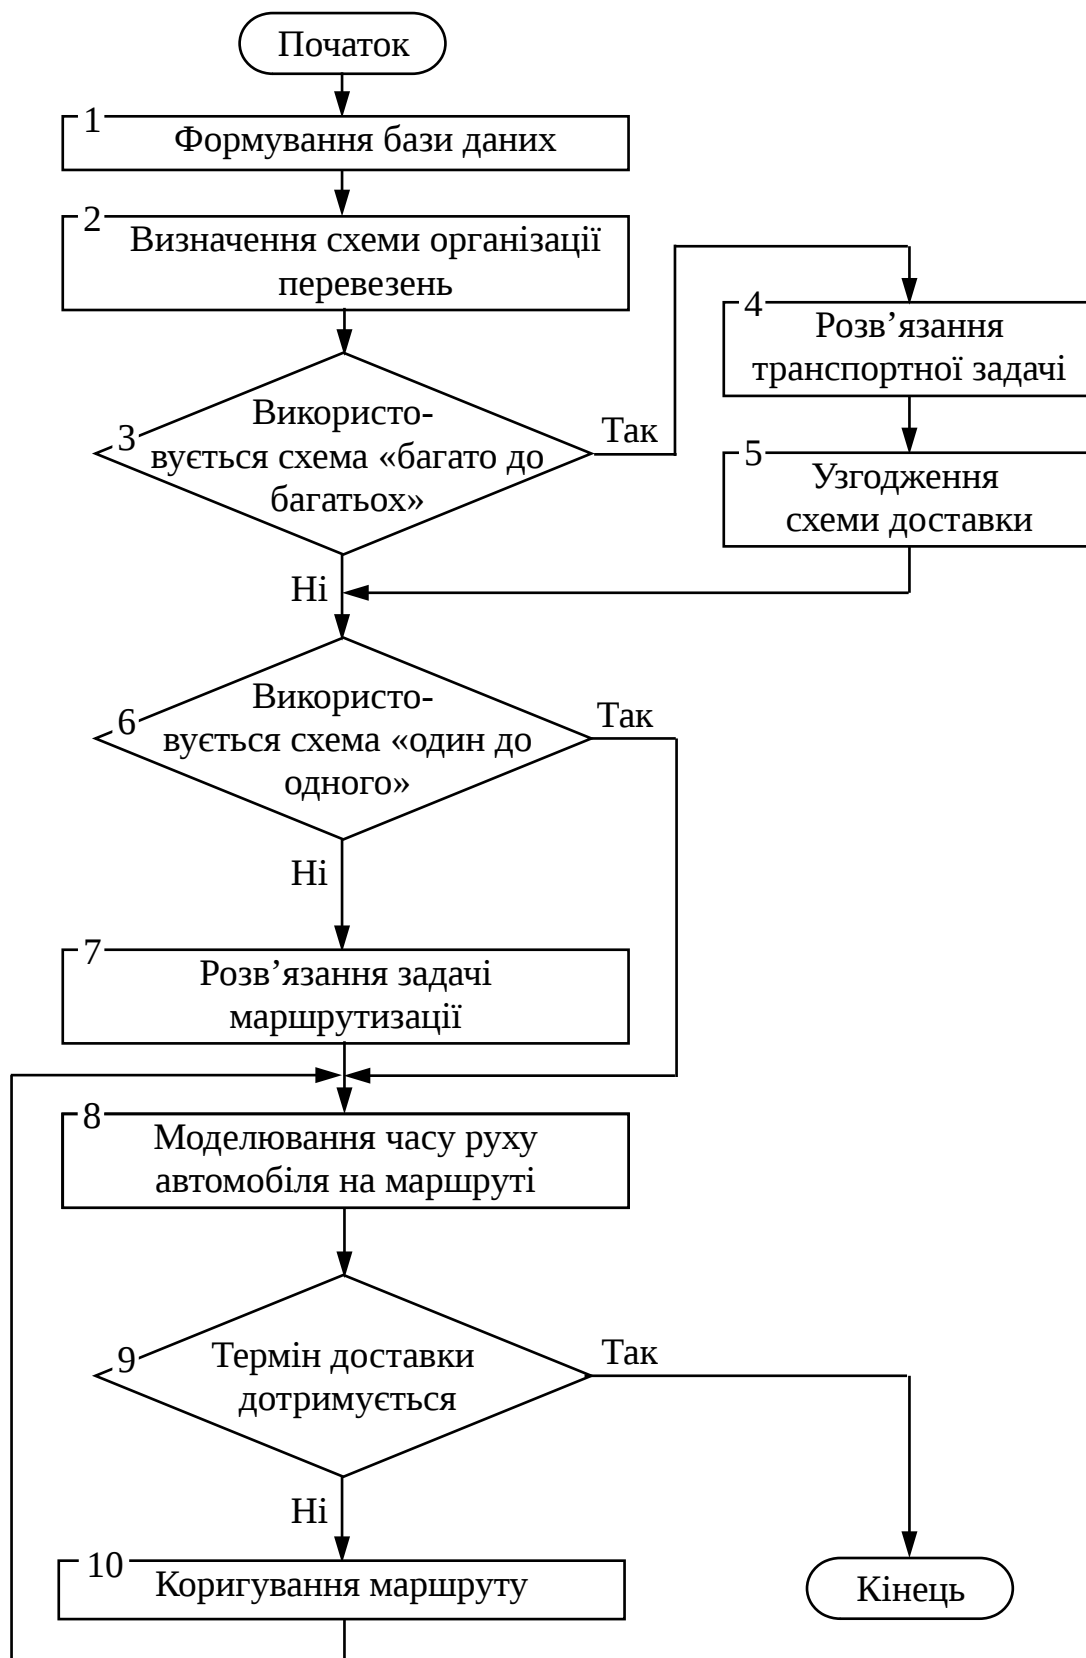 Початок
1
Формування бази даних
2
Визначення схеми організації
перевезень
4
Розв’язання
транспортної задачі
3
Використо-
вується схема «багато до
багатьох»
Так
5
Узгодження
схеми доставки
Ні
6
Використо-
вується схема «один до
одного»
Так
Ні
7
Розв’язання задачі
маршрутизації
8
Моделювання часу руху
автомобіля на маршруті
9
Термін доставки
дотримується
Так
Ні
10
Коригування маршруту
Кінець